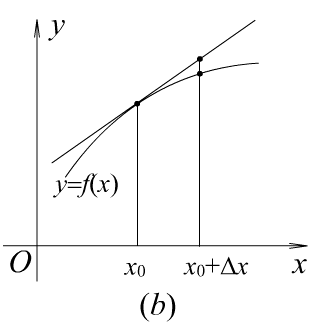 y
y=f(x)
O x₀ x₀+Δx x
(b)